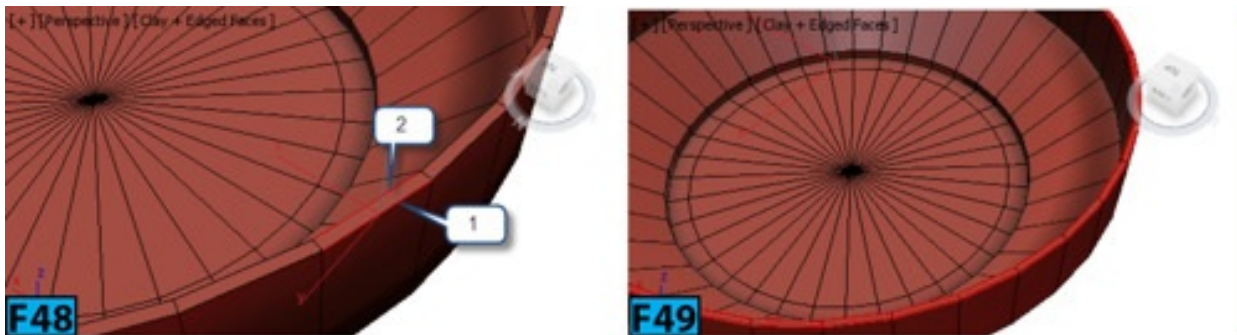 [ + ] [ Perspective ] [ Clay + Edged Faces ]
2
1
z
F48
[ + ] [ Perspective ] [ Clay + Edged Faces ]
z
F49